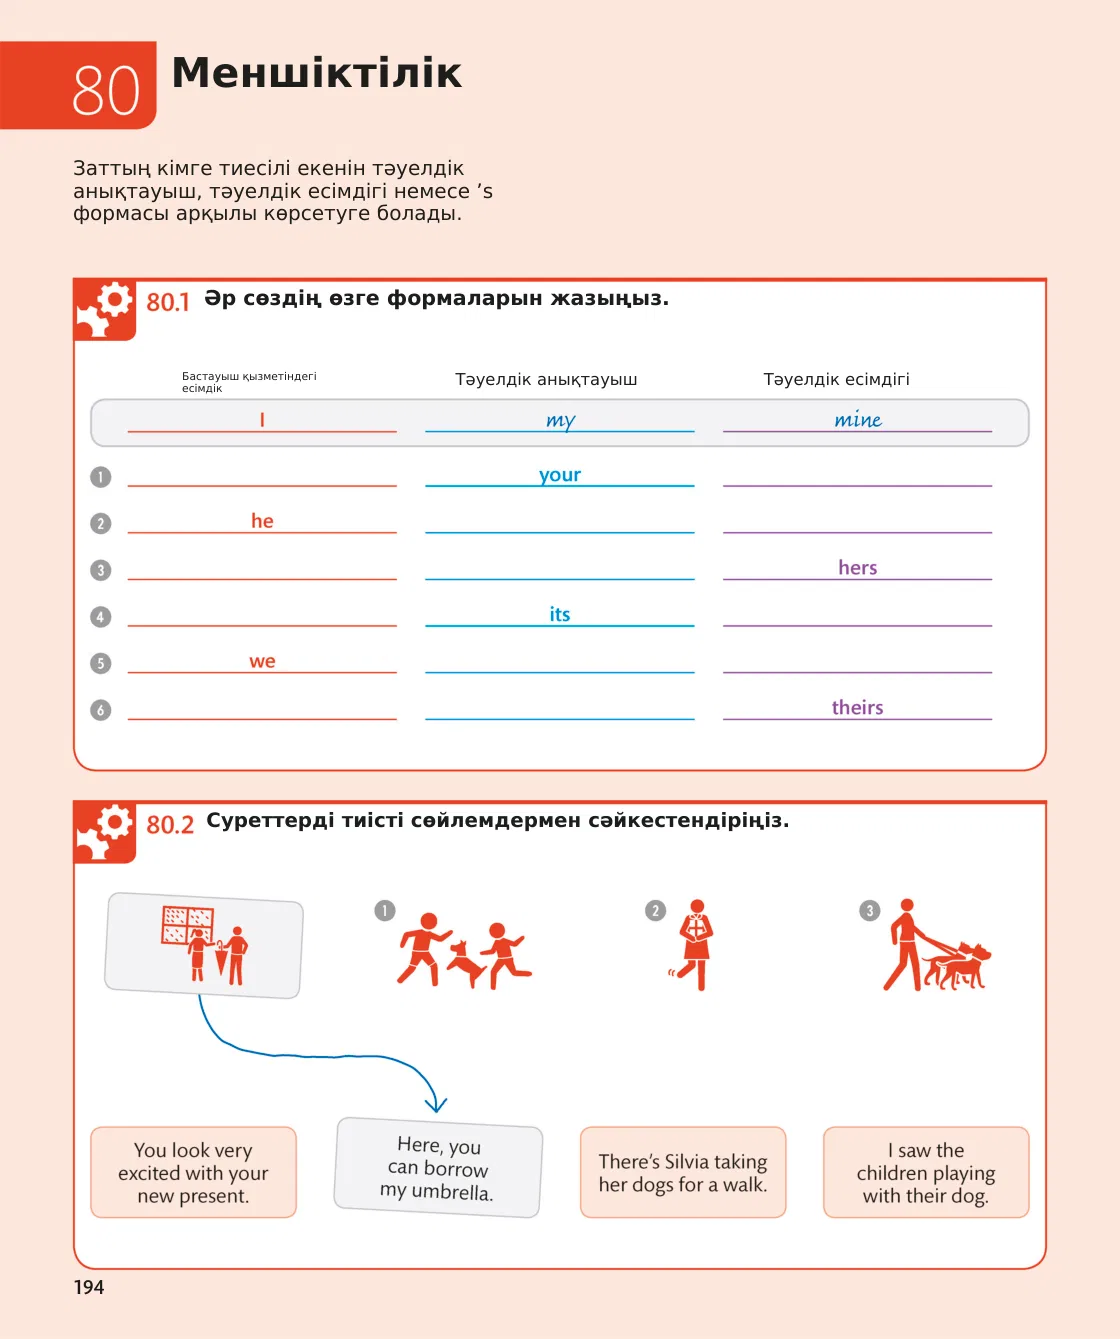 80
Меншіктілік
Заттың кімге тиесілі екенін тәуелдік
анықтауыш, тәуелдік есімдігі немесе ’s
формасы арқылы көрсетуге болады.
80.1 Әр сөздің өзге формаларын жазыңыз.
Бастауыш қызметіндегі
есімдік
Тәуелдік анықтауыш
Тәуелдік есімдігі
I my mine
1 your
2 he
3 hers
4 its
5 we
6 theirs
80.2 Суреттерді тиісті сөйлемдермен сәйкестендіріңіз.
1
2
3
You look very
excited with your
new present.
Here, you
can borrow
my umbrella.
There’s Silvia taking
her dogs for a walk.
I saw the
children playing
with their dog.
194